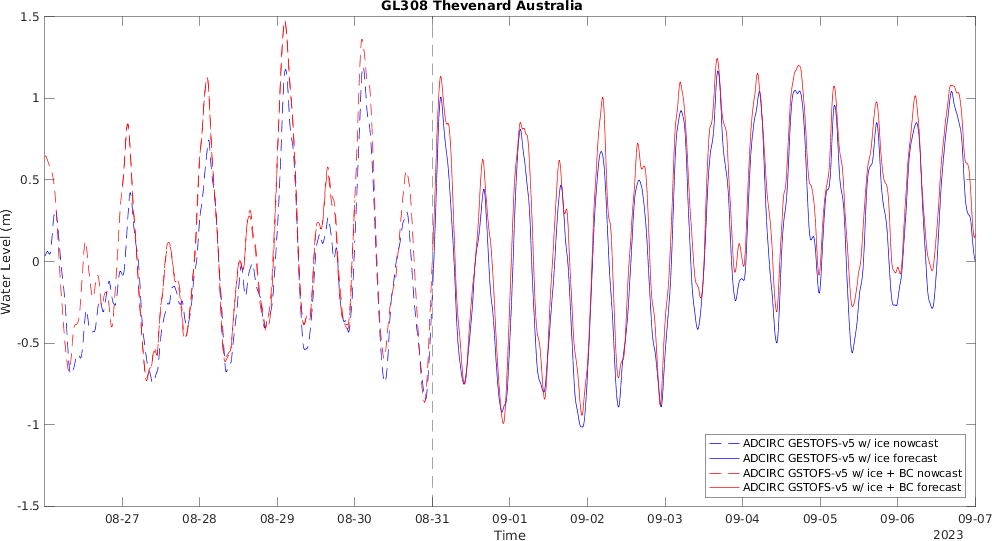 GL308 Thevenard Australia
1.5
1
0.5
0
-0.5
-1
-1.5
Water Level (m)
08-27 08-28 08-29 08-30 08-31 09-01 09-02 09-03 09-04 09-05 09-06 09-07
Time
2023
ADCIRC GESTOFS-v5 w/ ice nowcast
ADCIRC GESTOFS-v5 w/ ice forecast
ADCIRC GSTOFS-v5 w/ ice + BC nowcast
ADCIRC GSTOFS-v5 w/ ice + BC forecast